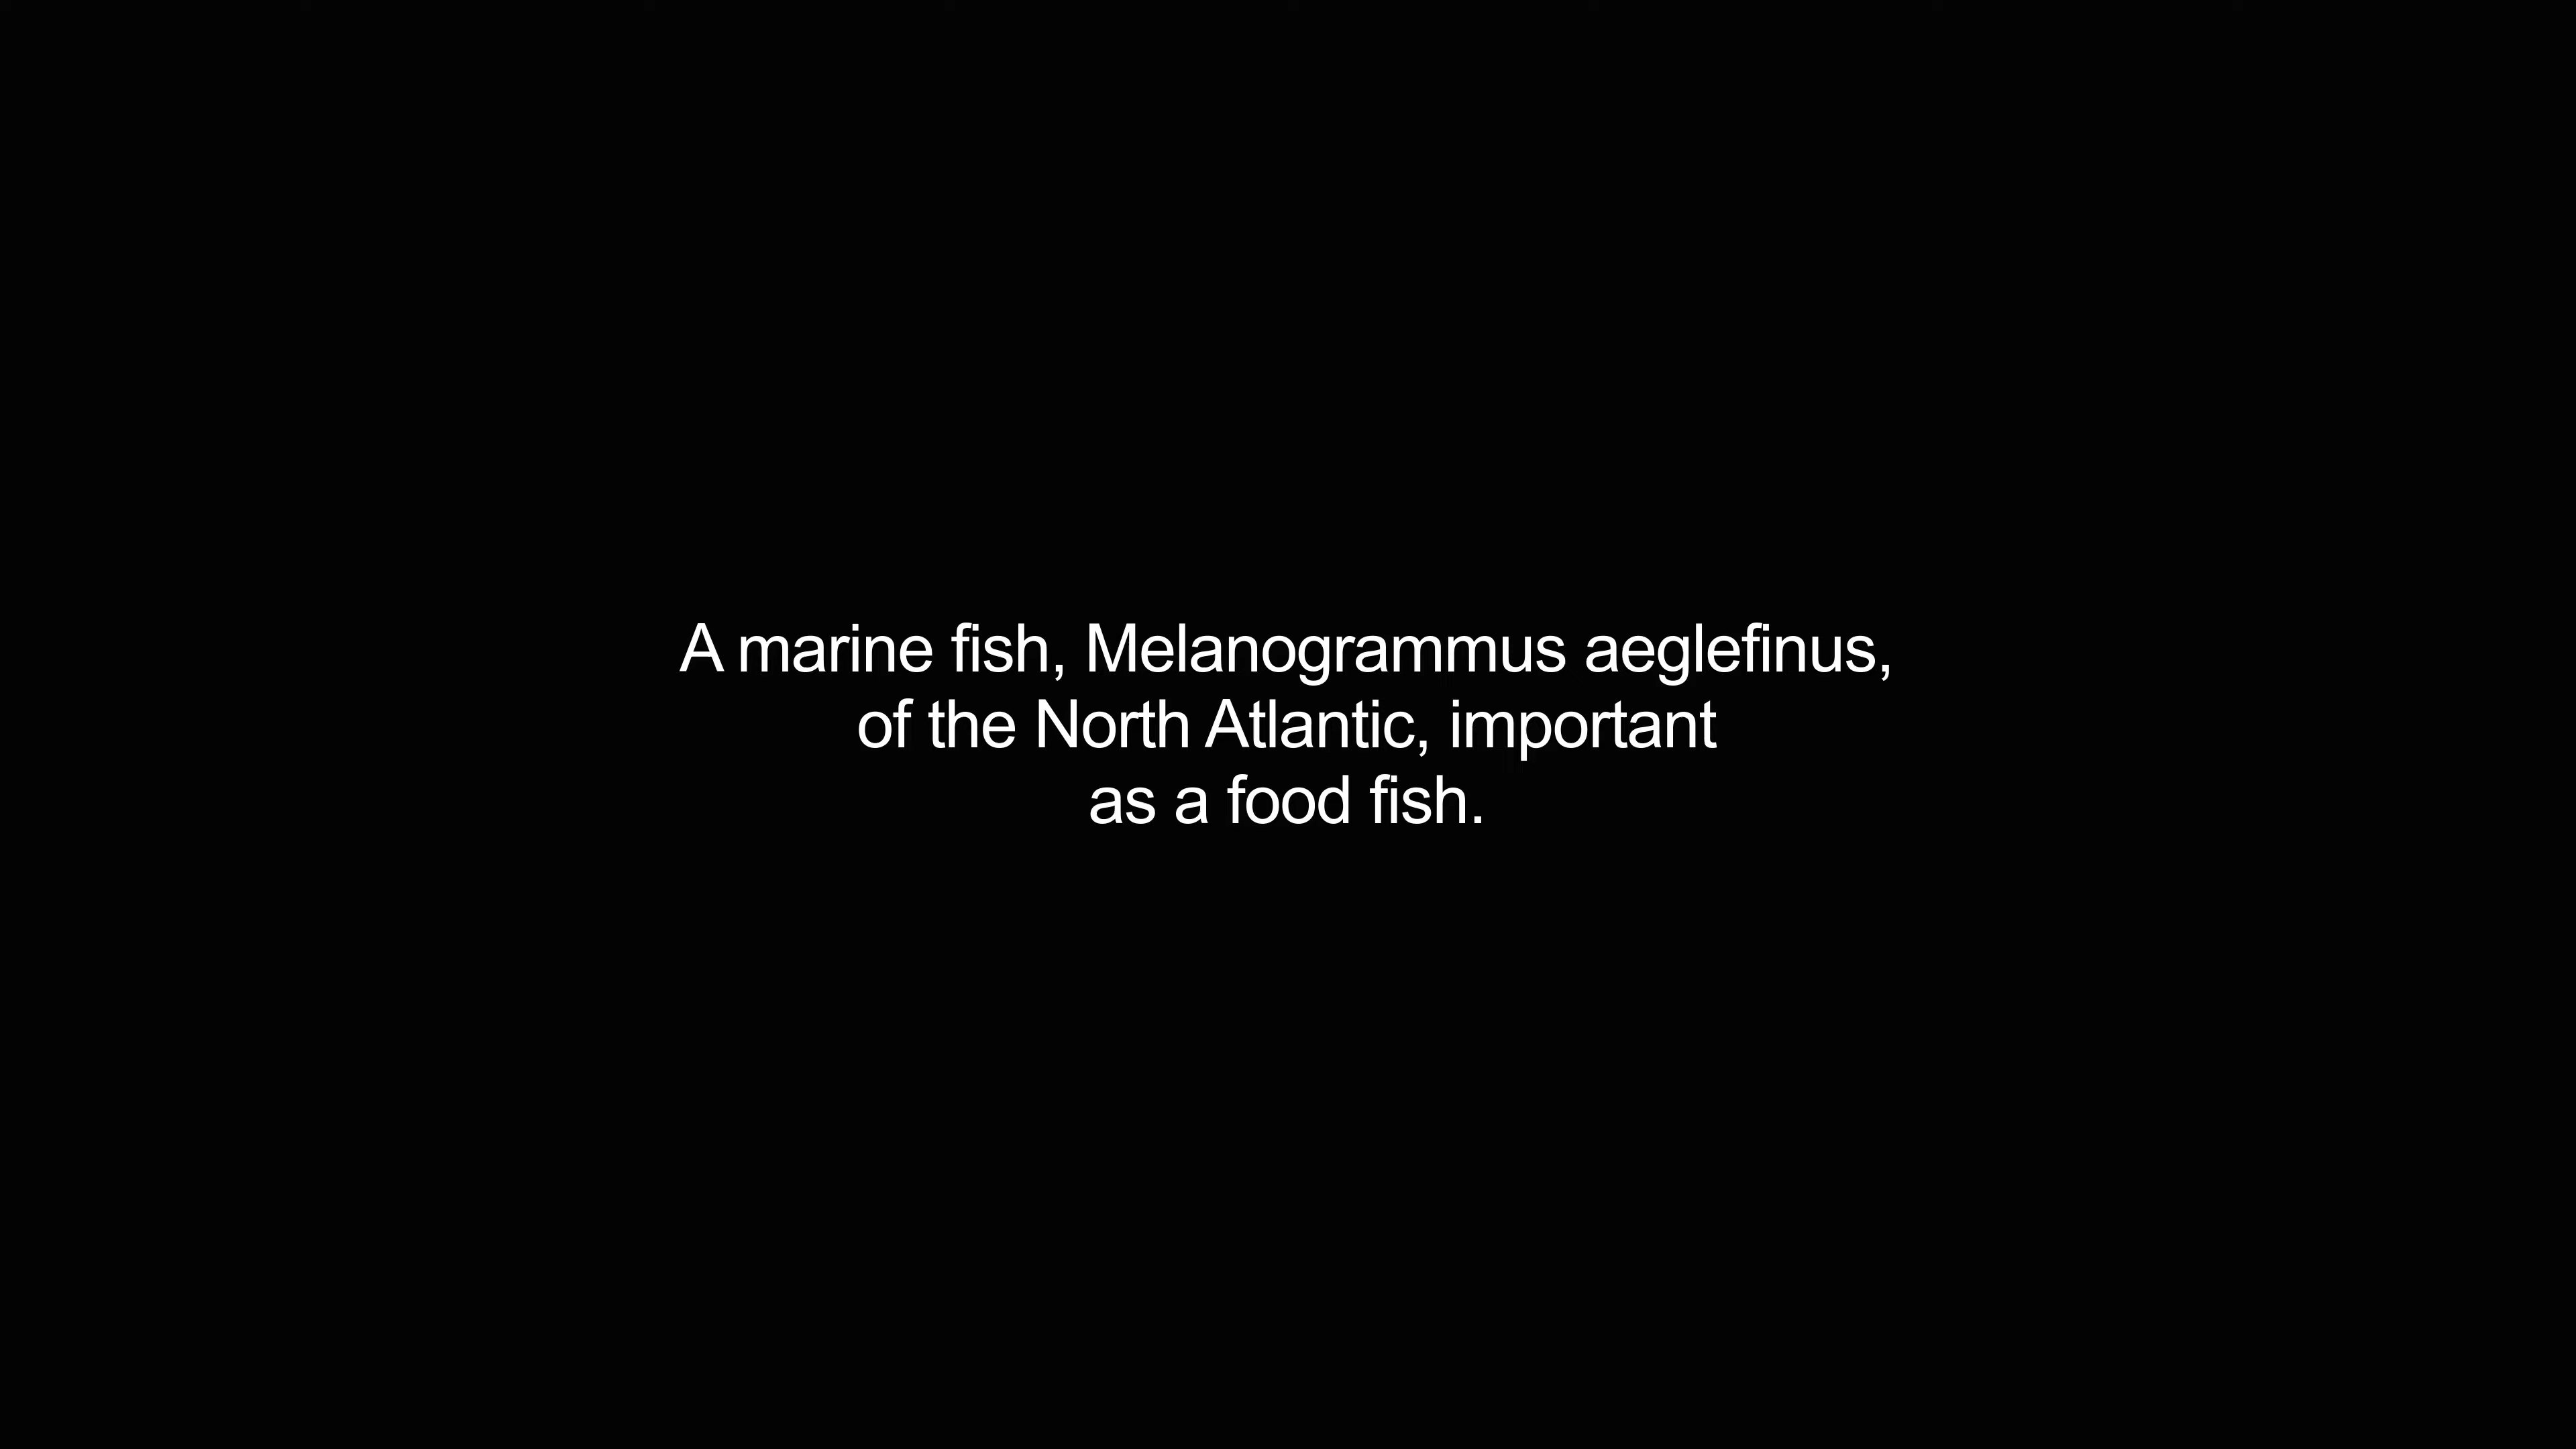 A marine fish, Melanogrammus aeglefinus,
of the North Atlantic, important
as a food fish.